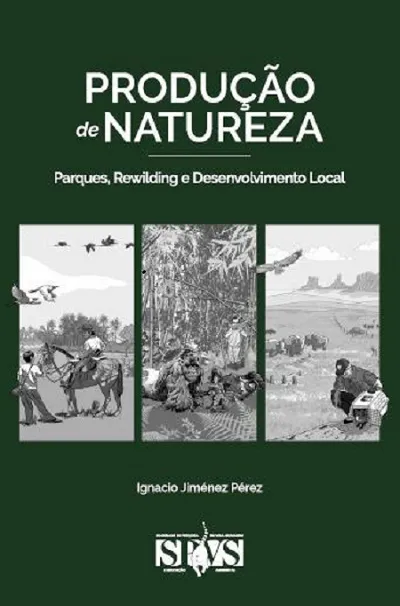 PRODUÇÃO
de NATUREZA
Parques, Rewilding e Desenvolvimento Local
Ignacio Jiménez Pérez
SPVS